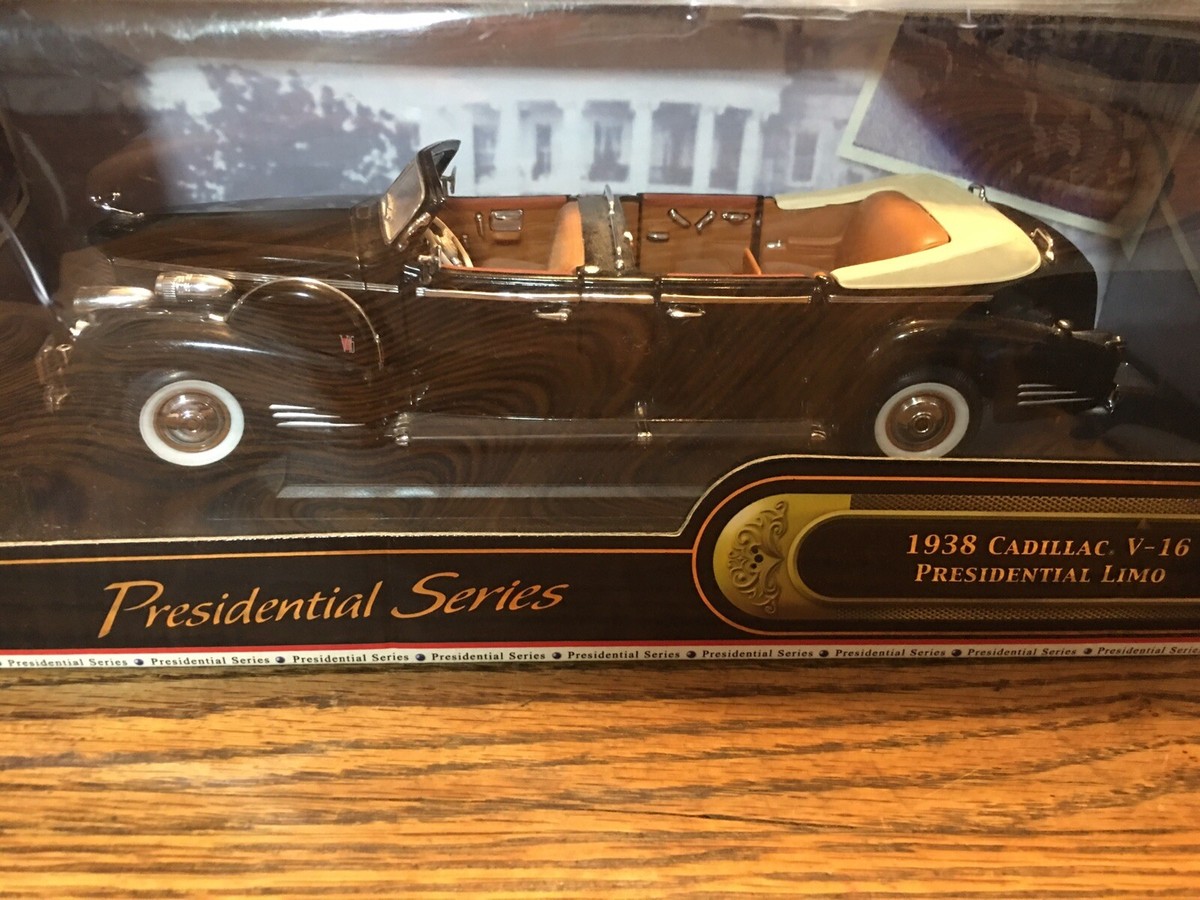 1938 CADILLAC V-16
PRESIDENTIAL LIMO
Presidential Series
Presidential Series Presidential Series Presidential Series Presidential Series Presidential Series Presidential Series Presidential Series Presidential Series Presidential Series